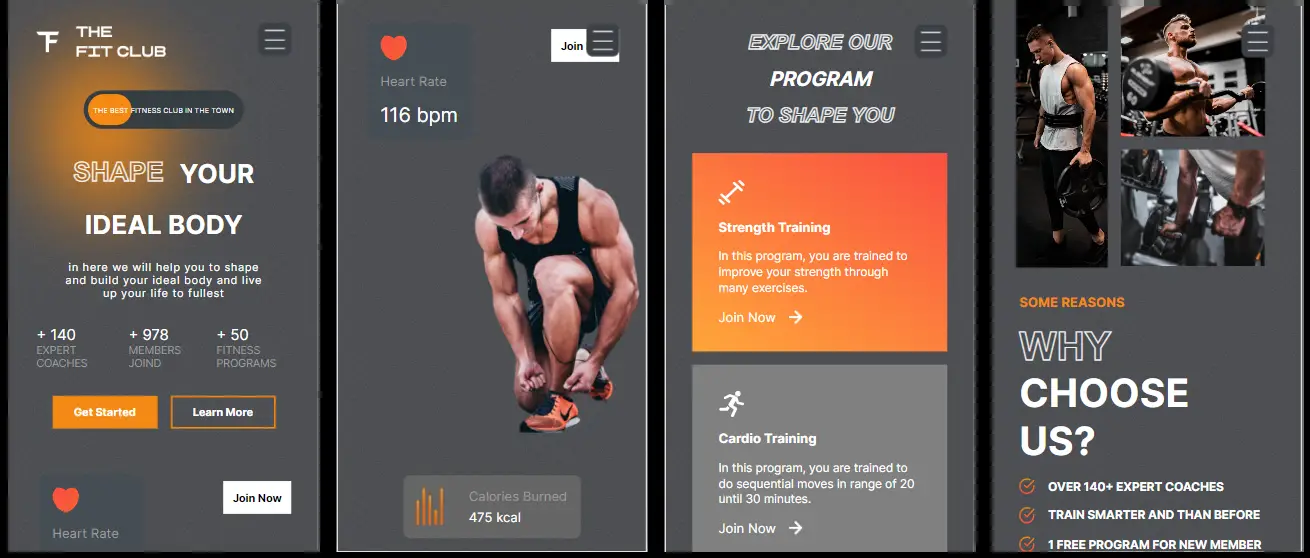 THE
FIT CLUB
THE BEST FITNESS CLUB IN THE TOWN
SHAPE YOUR
IDEAL BODY
in here we will help you to shape
and build your ideal body and live
up your life to fullest
+ 140
EXPERT
COACHES
+ 978
MEMBERS
JOIND
+ 50
FITNESS
PROGRAMS
Get Started
Learn More
Heart Rate
Join Now
Heart Rate
116 bpm
Join
Calories Burned
475 kcal
EXPLORE OUR
PROGRAM
TO SHAPE YOU
Strength Training
In this program, you are trained to
improve your strength through
many exercises.
Join Now
Cardio Training
In this program, you are trained to
do sequential moves in range of 20
until 30 minutes.
Join Now
SOME REASONS
WHY
CHOOSE
US?
OVER 140+ EXPERT COACHES
TRAIN SMARTER AND THAN BEFORE
1 FREE PROGRAM FOR NEW MEMBER